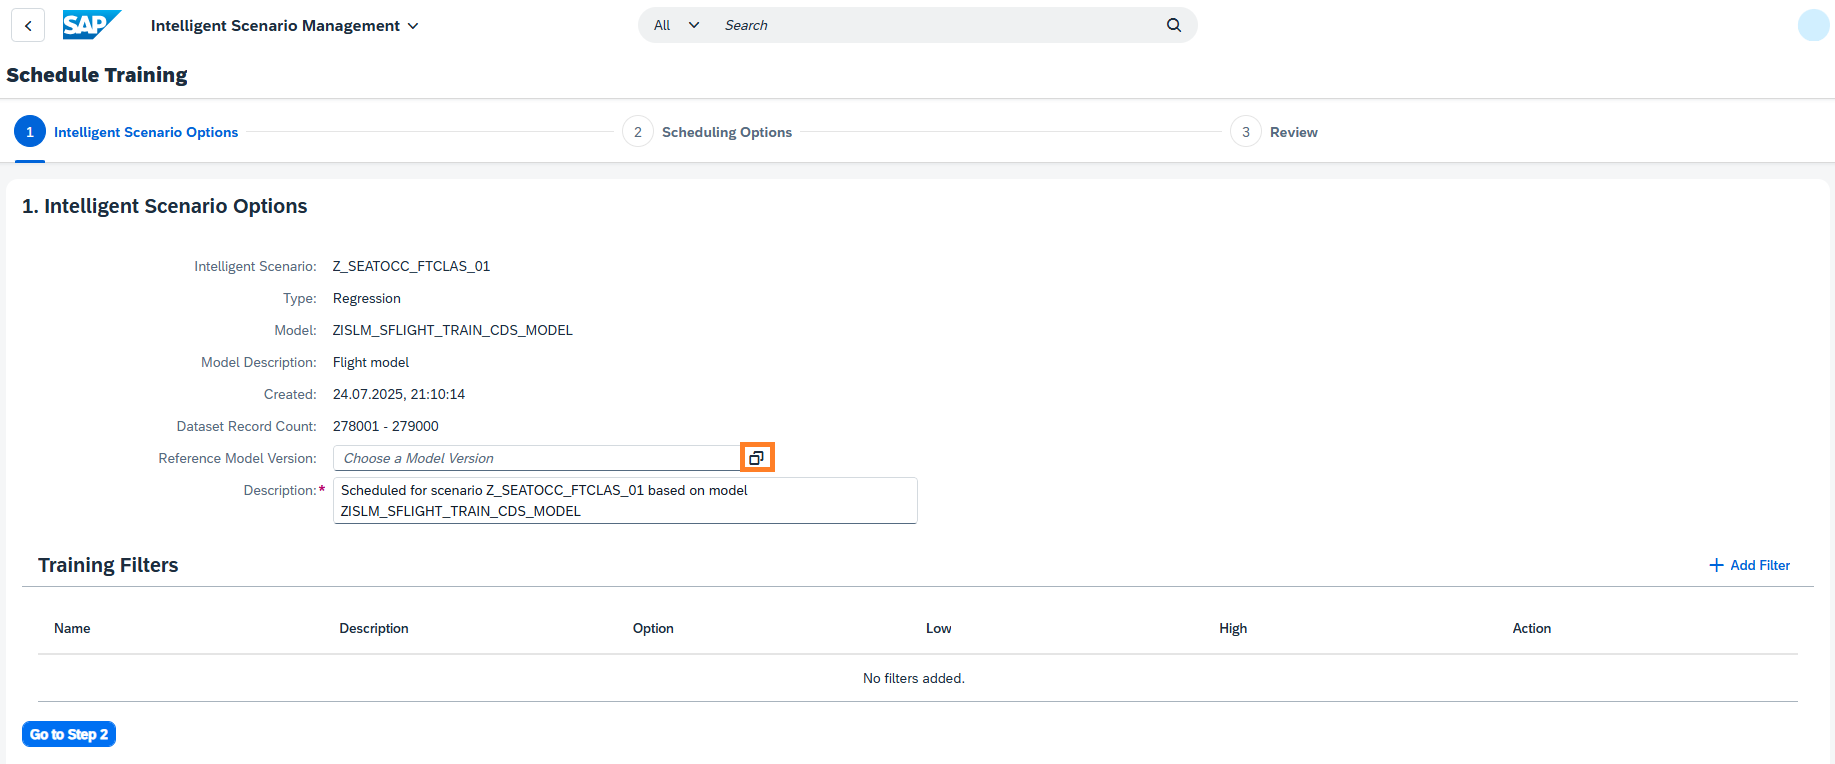 SAP
Intelligent Scenario Management
All
Search
Schedule Training
1
Intelligent Scenario Options
2
Scheduling Options
3
Review
1. Intelligent Scenario Options
Intelligent Scenario: Z_SEATOCC_FTCLAS_01
Type: Regression
Model: ZISLM_SFLIGHT_TRAIN_CDS_MODEL
Model Description: Flight model
Created: 24.07.2025, 21:10:14
Dataset Record Count: 278001 - 279000
Reference Model Version: Choose a Model Version
Description:* Scheduled for scenario Z_SEATOCC_FTCLAS_01 based on model
ZISLM_SFLIGHT_TRAIN_CDS_MODEL
Training Filters
+ Add Filter
Name Description Option Low High Action
No filters added.
Go to Step 2